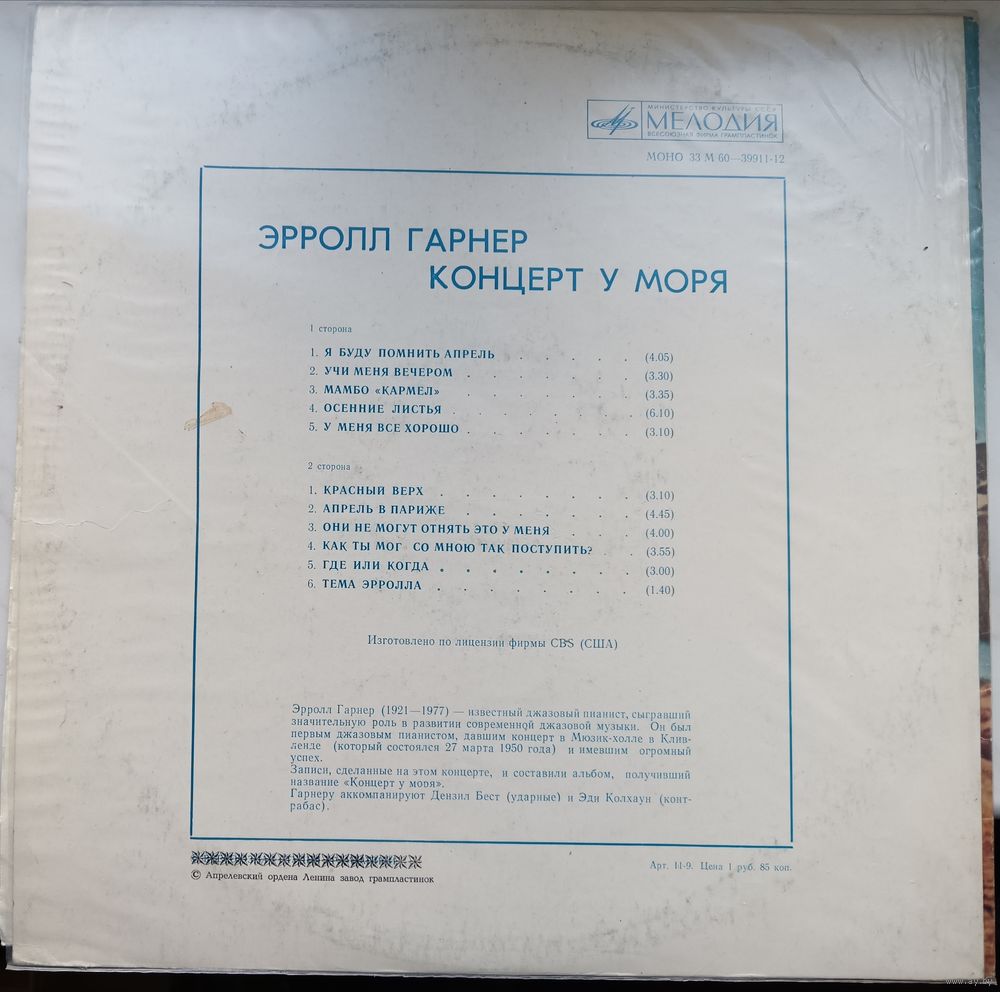 МИНИСТЕРСТВО КУЛЬТУРЫ СССР
МЕЛОДИЯ
ВСЕСОЮЗНАЯ ФИРМА ГРАМПЛАСТИНОК
МОНО 33 М 60—39911-12
ЭРРОЛЛ ГАРНЕР
КОНЦЕРТ У МОРЯ
1 сторона
1. Я БУДУ ПОМНИТЬ АПРЕЛЬ . . . . . (4.05)
2. УЧИ МЕНЯ ВЕЧЕРОМ . . . . . . (3.30)
3. МАМБО «КАРМЕЛ» . . . . . . (3.35)
4. ОСЕННИЕ ЛИСТЬЯ . . . . . . (6.10)
5. У МЕНЯ ВСЕ ХОРОШО . . . . . . (3.10)
2 сторона
1. КРАСНЫЙ ВЕРХ . . . . . . . . (3.10)
2. АПРЕЛЬ В ПАРИЖЕ . . . . . . . (4.45)
3. ОНИ НЕ МОГУТ ОТНЯТЬ ЭТО У МЕНЯ . . . (4.00)
4. КАК ТЫ МОГ СО МНОЮ ТАК ПОСТУПИТЬ? . . (3.55)
5. ГДЕ ИЛИ КОГДА . . . . . . . . (3.00)
6. ТЕМА ЭРРОЛЛА . . . . . . . . (1.40)
Изготовлено по лицензии фирмы CBS (США)
Эрролл Гарнер (1921—1977) — известный джазовый пианист, сыгравший
значительную роль в развитии современной джазовой музыки. Он был
первым джазовым пианистом, давшим концерт в Мюзик-холле в Клив-
ленде (который состоялся 27 марта 1950 года) и имевшим огромный
успех.
Записи, сделанные на этом концерте, и составили альбом, получивший
название «Концерт у моря».
Гарнеру аккомпанируют Дензил Бест (ударные) и Эди Колхаун (конт-
рабас).
© Апрелевский ордена Ленина завод грампластинок
Арт. 11-9. Цена 1 руб. 85 коп.
www.ay.by